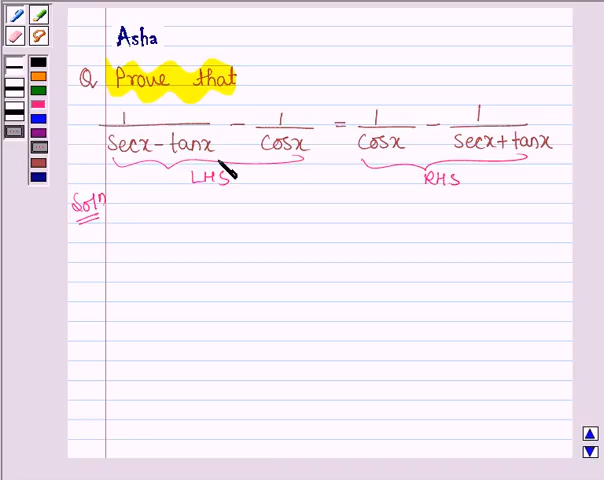 Asha
Q Prove that
1/(Secx - tanx) - 1/Cosx = 1/Cosx - 1/(Secx + tanx)
LHS RHS
Solⁿ